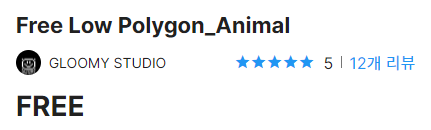 Free Low Polygon_Animal
GLOOMY STUDIO ★★★★★ 5 | 12개 리뷰
FREE